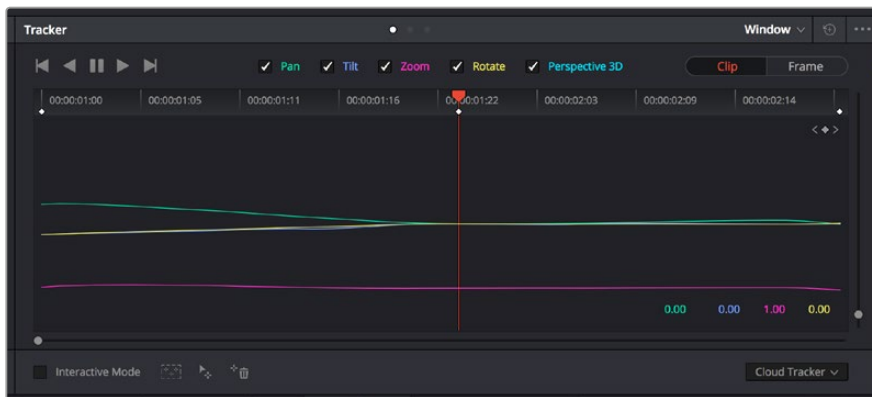 Tracker
Window
Pan
Tilt
Zoom
Rotate
Perspective 3D
Clip
Frame
00:00:01:00
00:00:01:05
00:00:01:11
00:00:01:16
00:00:01:22
00:00:02:03
00:00:02:09
00:00:02:14
0.00
0.00
1.00
0.00
Interactive Mode
Cloud Tracker